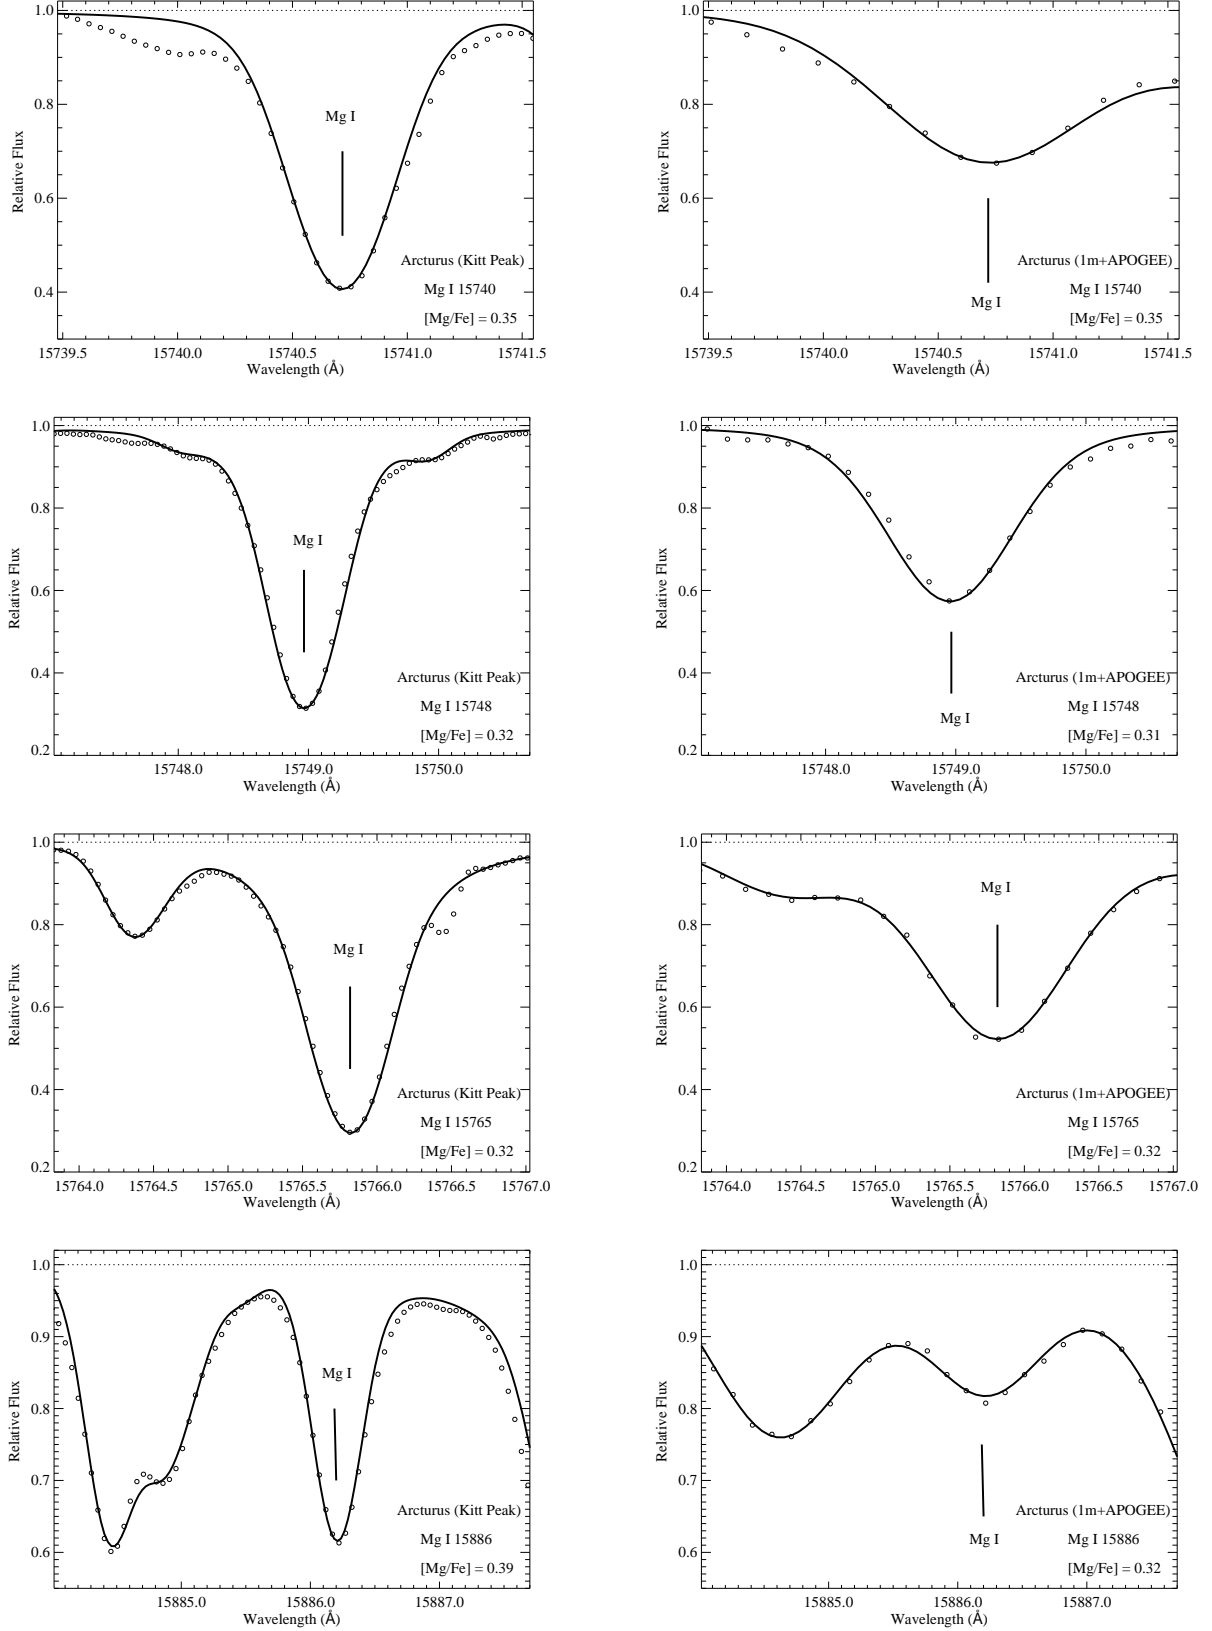 1.0
0.8
0.6
0.4
Relative Flux
Mg I
Arcturus (Kitt Peak)
Mg I 15740
[Mg/Fe] = 0.35
15739.5 15740.0 15740.5 15741.0 15741.5
Wavelength (Å)
1.0
0.8
0.6
0.4
Relative Flux
Mg I
Arcturus (1m+APOGEE)
Mg I 15740
[Mg/Fe] = 0.35
15739.5 15740.0 15740.5 15741.0 15741.5
Wavelength (Å)
1.0
0.8
0.6
0.4
0.2
Relative Flux
Mg I
Arcturus (Kitt Peak)
Mg I 15748
[Mg/Fe] = 0.32
15748.0 15749.0 15750.0
Wavelength (Å)
1.0
0.8
0.6
0.4
0.2
Relative Flux
Mg I
Arcturus (1m+APOGEE)
Mg I 15748
[Mg/Fe] = 0.31
15748.0 15749.0 15750.0
Wavelength (Å)
1.0
0.8
0.6
0.4
0.2
Relative Flux
Mg I
Arcturus (Kitt Peak)
Mg I 15765
[Mg/Fe] = 0.32
15764.0 15764.5 15765.0 15765.5 15766.0 15766.5 15767.0
Wavelength (Å)
1.0
0.8
0.6
0.4
0.2
Relative Flux
Mg I
Arcturus (1m+APOGEE)
Mg I 15765
[Mg/Fe] = 0.32
15764.0 15764.5 15765.0 15765.5 15766.0 15766.5 15767.0
Wavelength (Å)
1.0
0.9
0.8
0.7
0.6
Relative Flux
Mg I
Arcturus (Kitt Peak)
Mg I 15886
[Mg/Fe] = 0.39
15885.0 15886.0 15887.0
Wavelength (Å)
1.0
0.9
0.8
0.7
0.6
Relative Flux
Mg I
Arcturus (1m+APOGEE)
Mg I 15886
[Mg/Fe] = 0.32
15885.0 15886.0 15887.0
Wavelength (Å)